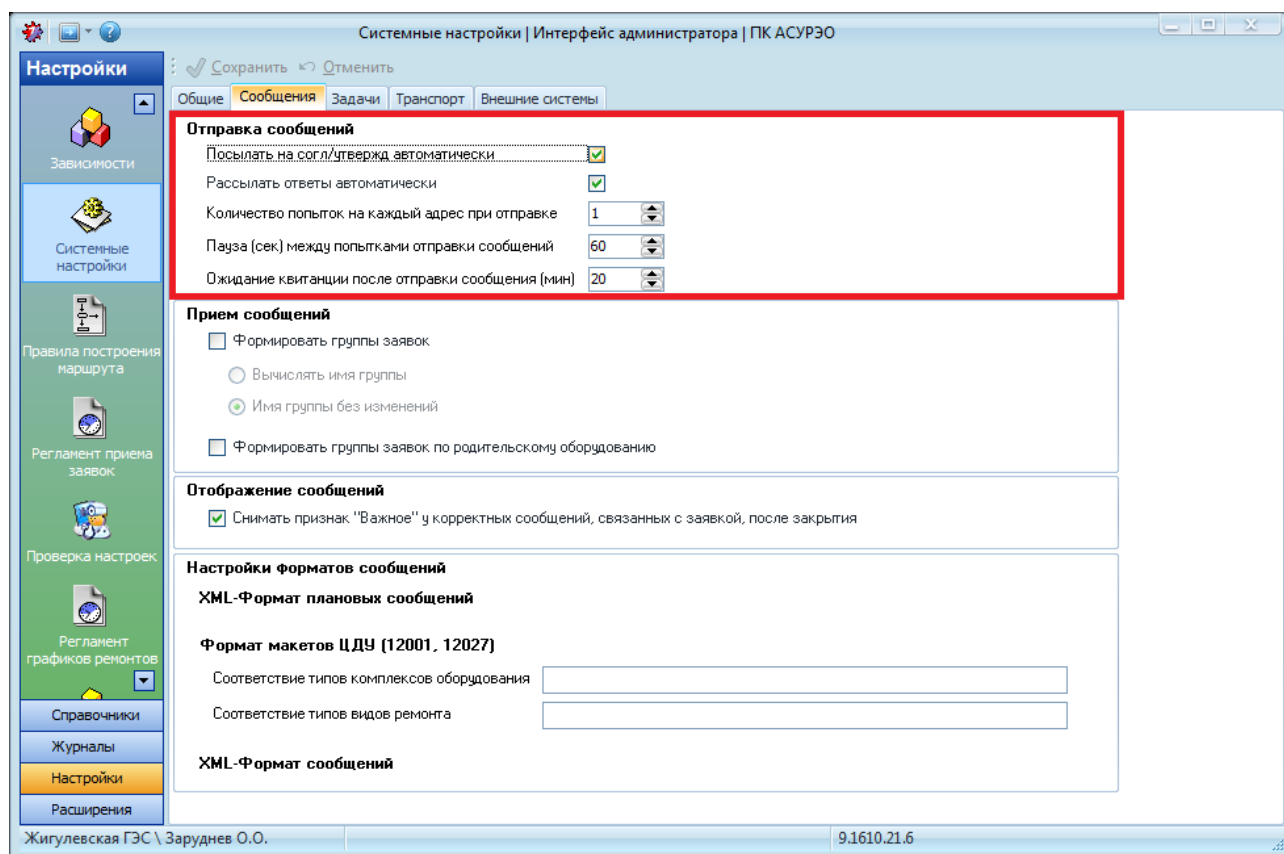 Системные настройки | Интерфейс администратора | ПК АСУРЭО
Настройки
Сохранить Отменить
Общие Сообщения Задачи Транспорт Внешние системы
Зависимости
Системные
настройки
Правила построения
маршрута
Регламент приема
заявок
Проверка настроек
Регламент
графиков ремонтов
Справочники
Журналы
Настройки
Расширения
Отправка сообщений
Посылать на согл/утвержд автоматически
Рассылать ответы автоматически
Количество попыток на каждый адрес при отправке 1
Пауза (сек) между попытками отправки сообщений 60
Ожидание квитанции после отправки сообщения (мин) 20
Прием сообщений
Формировать группы заявок
Вычислять имя группы
Имя группы без изменений
Формировать группы заявок по родительскому оборудованию
Отображение сообщений
Снимать признак "Важное" у корректных сообщений, связанных с заявкой, после закрытия
Настройки форматов сообщений
XML-Формат плановых сообщений
Формат макетов ЦДУ (12001, 12027)
Соответствие типов комплексов оборудования
Соответствие типов видов ремонта
XML-Формат сообщений
Жигулевская ГЭС \ Заруднев О.О. 9.1610.21.6